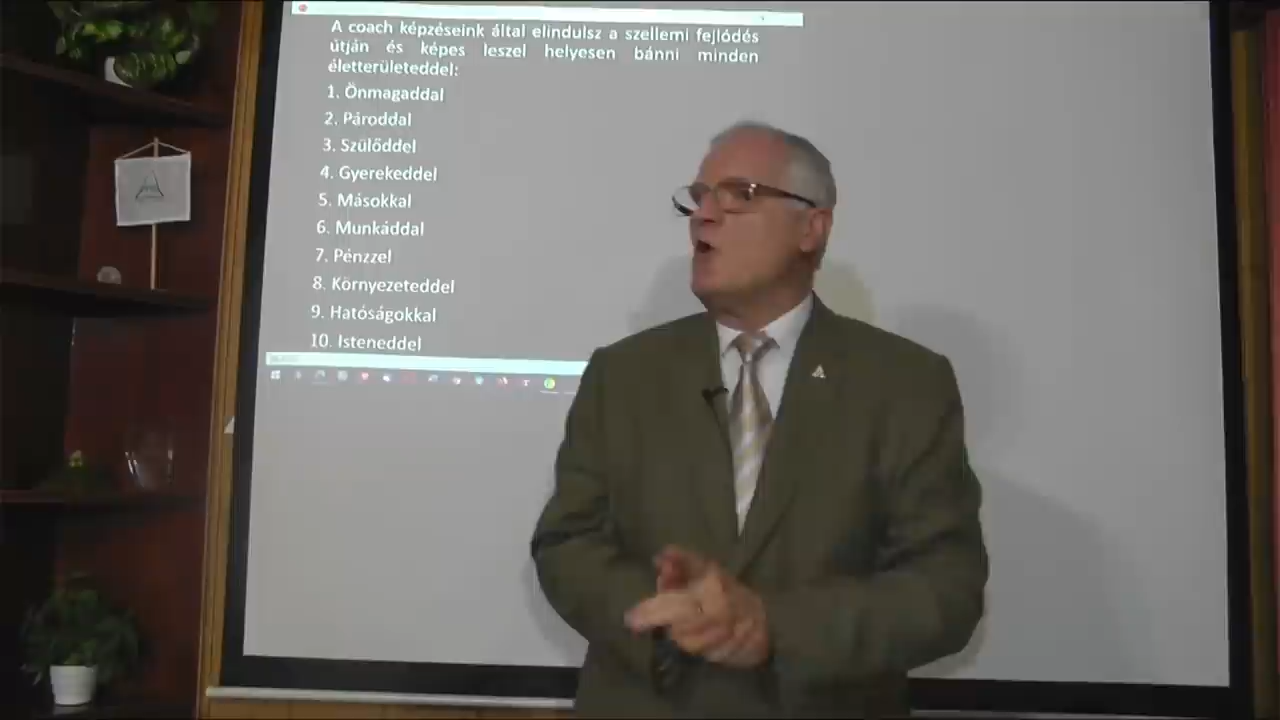 A coach képzéseink által elindulsz a szellemi fejlődés
útján és képes leszel helyesen bánni minden
életterületeddel:
1. Önmagaddal
2. Pároddal
3. Szülőddel
4. Gyerekeddel
5. Másokkal
6. Munkáddal
7. Pénzzel
8. Környezeteddel
9. Hatóságokkal
10. Isteneddel